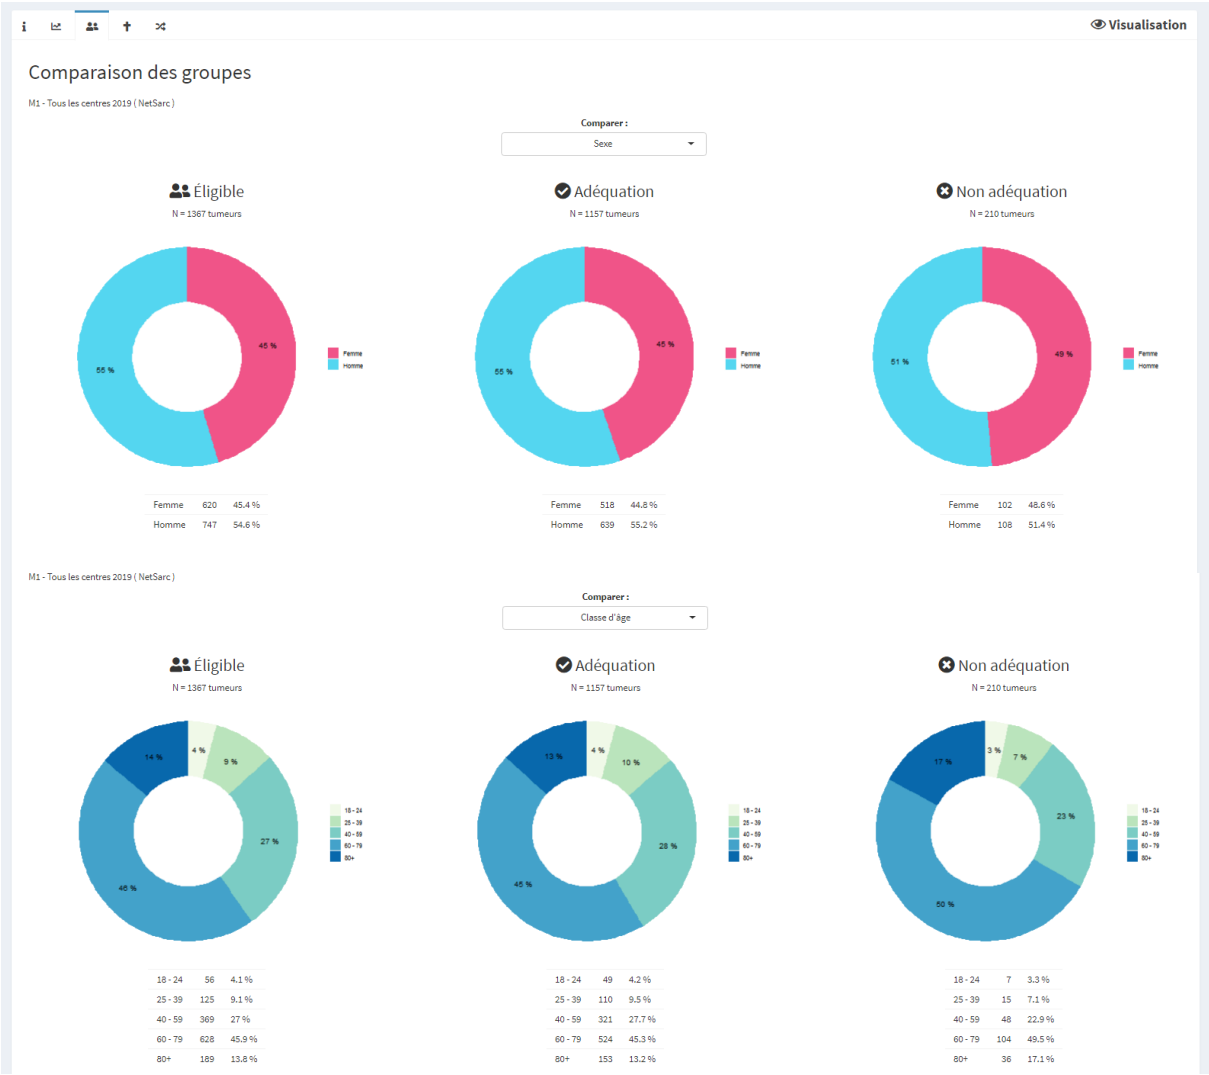 Visualisation
Comparaison des groupes
M1 - Tous les centres 2019 ( NetSarc )
Comparer :
Sexe
Éligible
N = 1367 tumeurs
45 %
55 %
Femme
Homme
Femme 620 45.4 %
Homme 747 54.6 %
Adéquation
N = 1157 tumeurs
45 %
55 %
Femme
Homme
Femme 518 44.8 %
Homme 639 55.2 %
Non adéquation
N = 210 tumeurs
49 %
51 %
Femme
Homme
Femme 102 48.6 %
Homme 108 51.4 %
M1 - Tous les centres 2019 ( NetSarc )
Comparer :
Classe d'âge
Éligible
N = 1367 tumeurs
14 %
4 %
9 %
27 %
46 %
18 - 24
25 - 39
40 - 59
60 - 79
80+
18 - 24 56 4.1 %
25 - 39 125 9.1 %
40 - 59 369 27 %
60 - 79 628 45.9 %
80+ 189 13.8 %
Adéquation
N = 1157 tumeurs
13 %
4 %
10 %
28 %
45 %
18 - 24
25 - 39
40 - 59
60 - 79
80+
18 - 24 49 4.2 %
25 - 39 110 9.5 %
40 - 59 321 27.7 %
60 - 79 524 45.3 %
80+ 153 13.2 %
Non adéquation
N = 210 tumeurs
17 %
3 %
7 %
23 %
50 %
18 - 24
25 - 39
40 - 59
60 - 79
80+
18 - 24 7 3.3 %
25 - 39 15 7.1 %
40 - 59 48 22.9 %
60 - 79 104 49.5 %
80+ 36 17.1 %